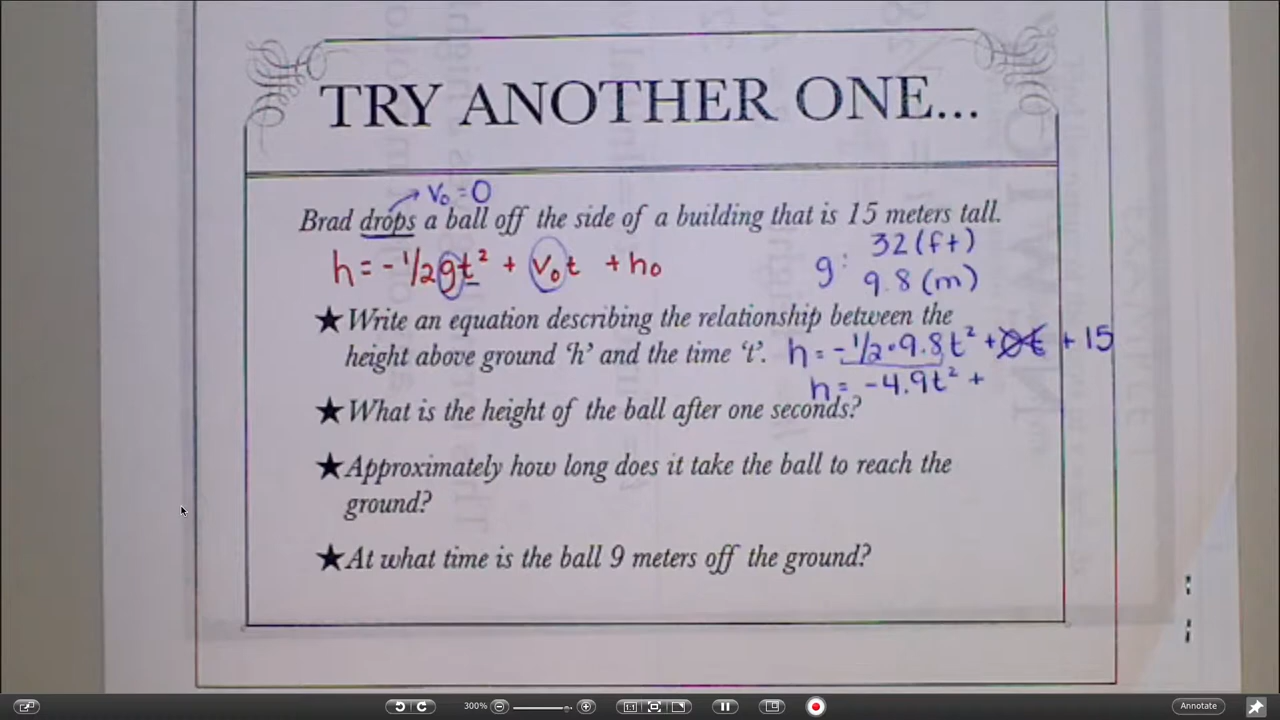 TRY ANOTHER ONE...
v₀ = 0
Brad drops a ball off the side of a building that is 15 meters tall.
h = - 1/2gt² + v₀t + h₀
g: 32 (ft)
9.8 (m)
★ Write an equation describing the relationship between the
height above ground ‘h’ and the time ‘t’.
h = - 1/2 • 9.8t² + 0t + 15
h = -4.9t² +
★ What is the height of the ball after one seconds?
★ Approximately how long does it take the ball to reach the
ground?
★ At what time is the ball 9 meters off the ground?
300%
Annotate